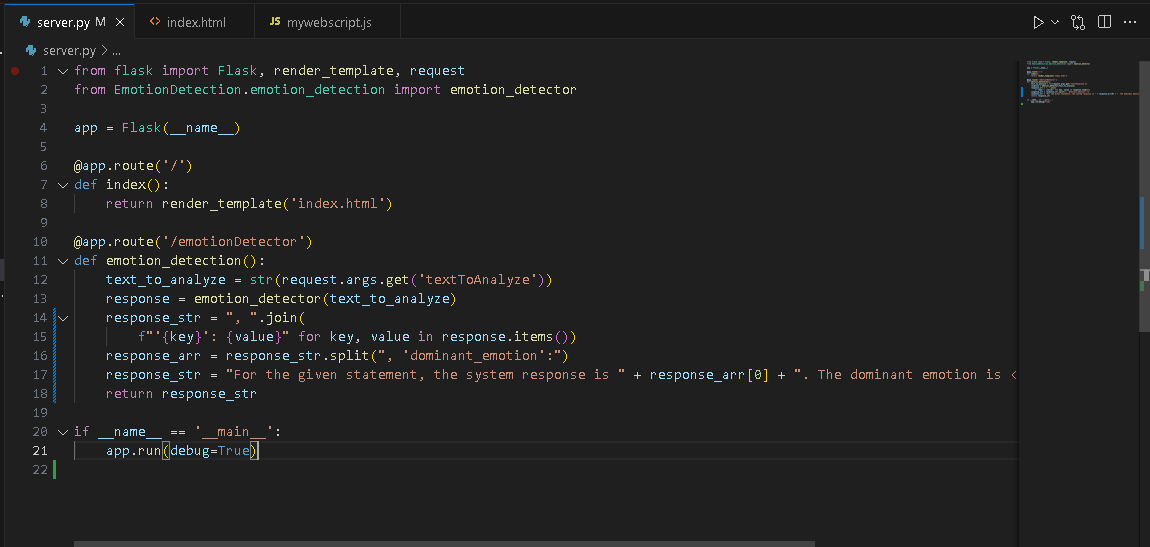 server.py M
index.html
JS mywebscript.js
server.py > ...
1 from flask import Flask, render_template, request
2 from EmotionDetection.emotion_detection import emotion_detector
3
4 app = Flask(__name__)
5
6 @app.route('/')
7 def index():
8     return render_template('index.html')
9
10 @app.route('/emotionDetector')
11 def emotion_detection():
12     text_to_analyze = str(request.args.get('textToAnalyze'))
13     response = emotion_detector(text_to_analyze)
14     response_str = ", ".join(
15         f"'{key}': {value}" for key, value in response.items())
16     response_arr = response_str.split(", 'dominant_emotion':")
17     response_str = "For the given statement, the system response is " + response_arr[0] + ". The dominant emotion is <
18     return response_str
19
20 if __name__ == '__main__':
21     app.run(debug=True)
22